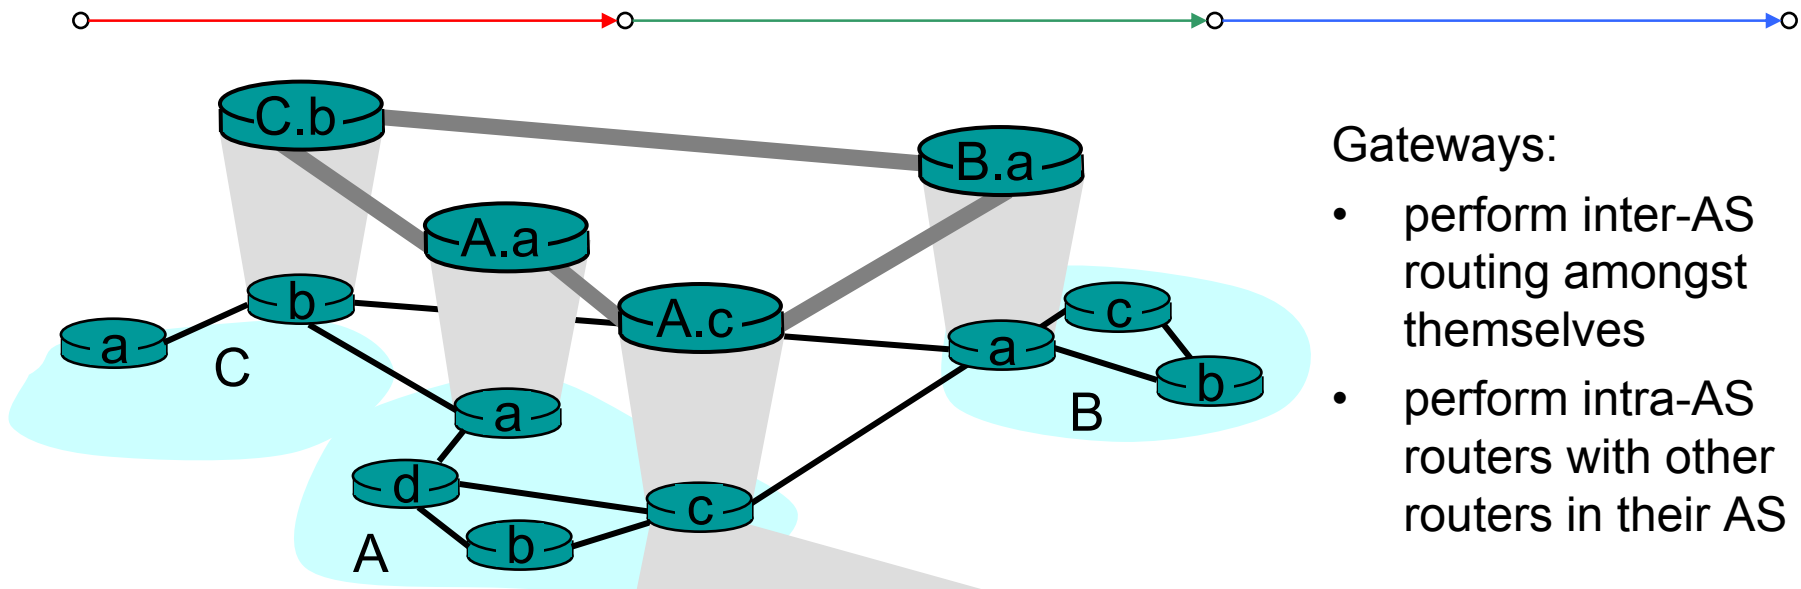 C.b
B.a
A.a
A.c
b
a
C
a
d
b
c
A
a
c
b
B
Gateways:
• perform inter-AS
routing amongst
themselves
• perform intra-AS
routers with other
routers in their AS